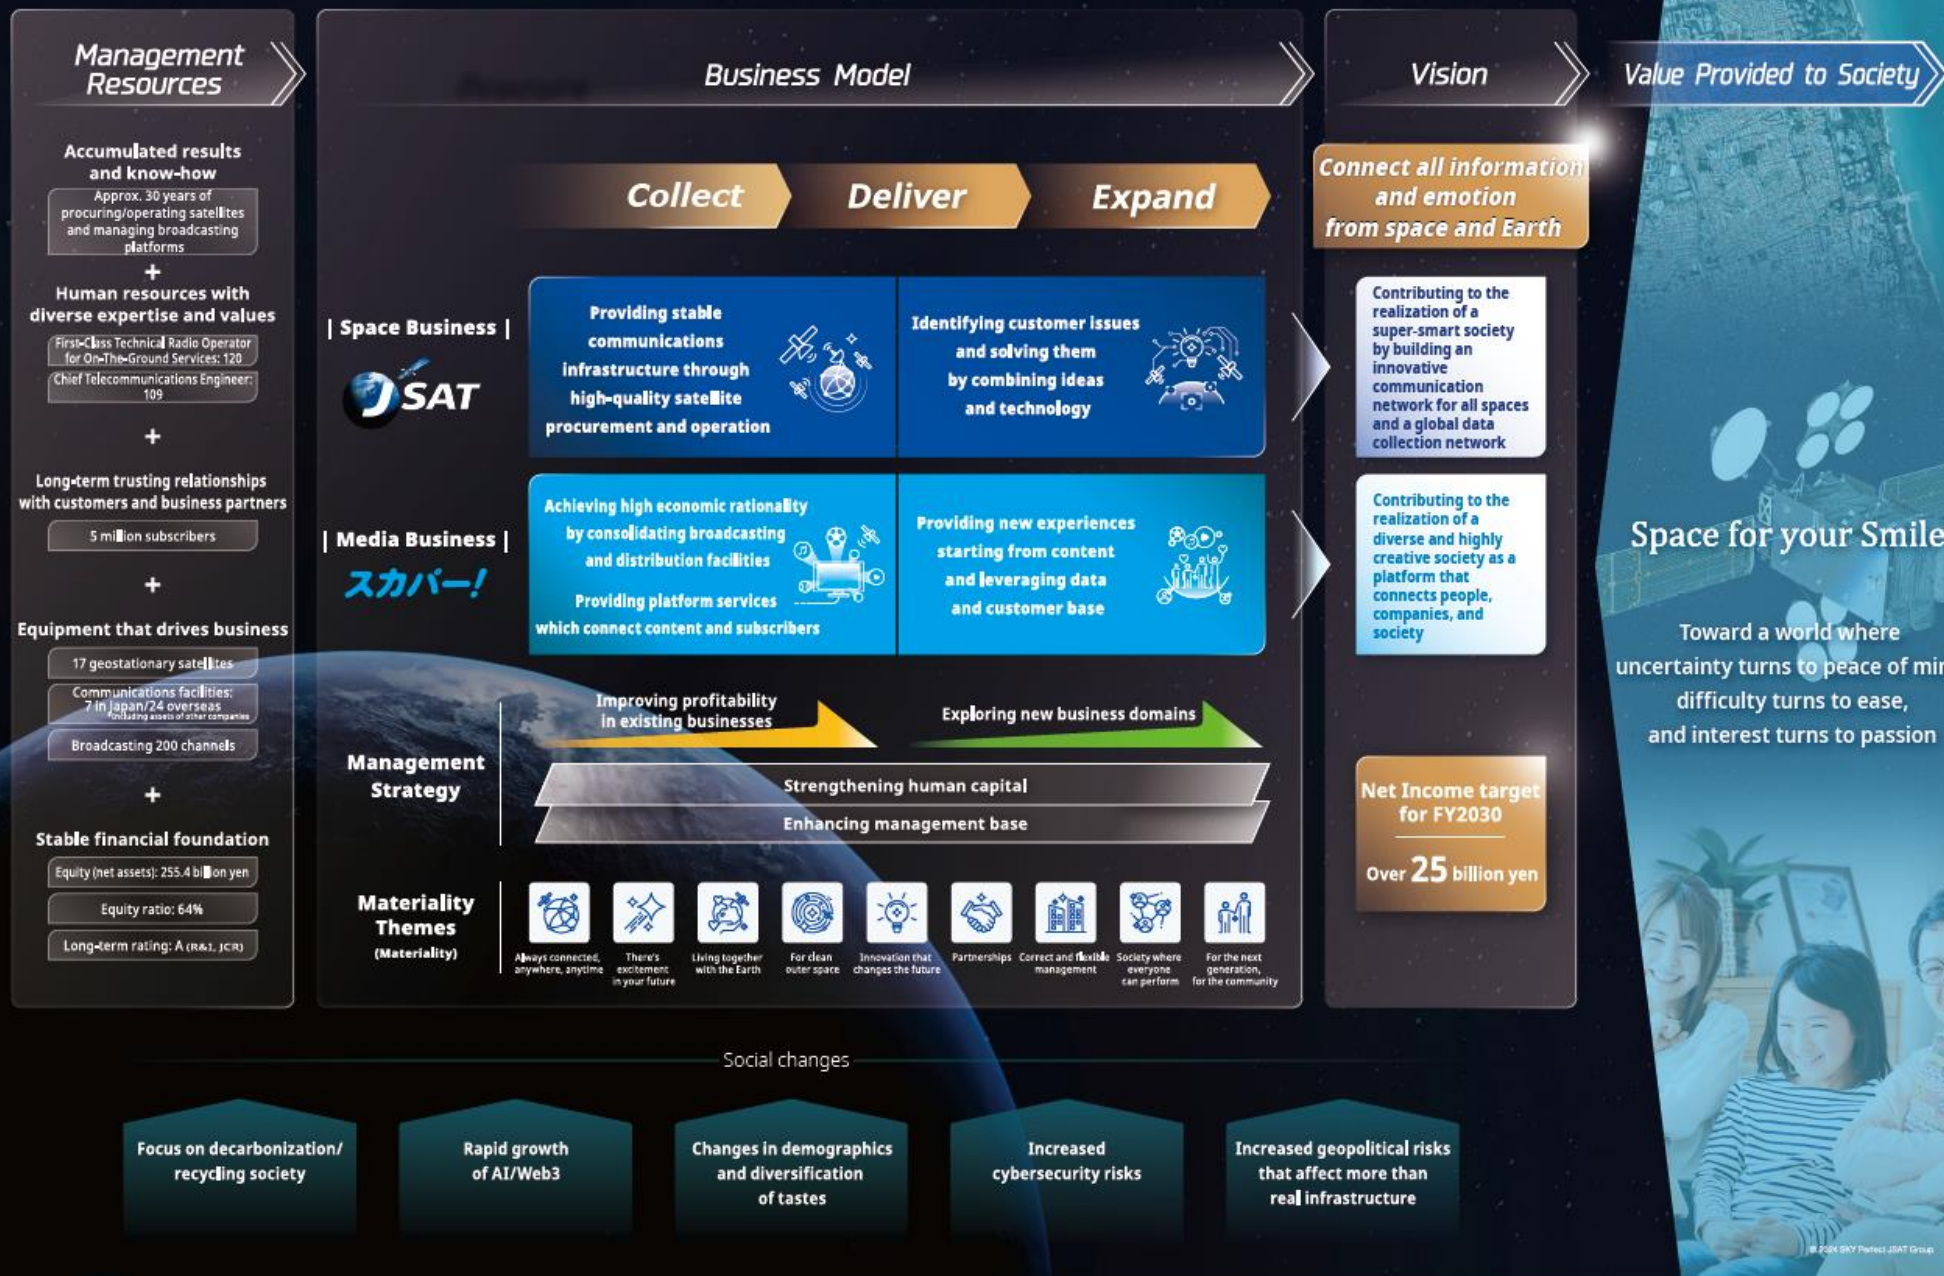 Management
Resources
Accumulated results
and know-how
Approx. 30 years of
procuring/operating satellites
and managing broadcasting
platforms
+
Human resources with
diverse expertise and values
First-Class Technical Radio Operator
for On-The-Ground Services: 120
Chief Telecommunications Engineer:
109
+
Long-term trusting relationships
with customers and business partners
5 million subscribers
+
Equipment that drives business
17 geostationary satellites
Communications facilities:
7 in Japan/24 overseas
*Including assets of other companies
Broadcasting 200 channels
+
Stable financial foundation
Equity (net assets): 255.4 billion yen
Equity ratio: 64%
Long-term rating: A (R&I, JCR)
Business Model
Collect
Deliver
Expand
| Space Business |
JSAT
Providing stable
communications
infrastructure through
high-quality satellite
procurement and operation
Identifying customer issues
and solving them
by combining ideas
and technology
| Media Business |
スカパー!
Achieving high economic rationality
by consolidating broadcasting
and distribution facilities
Providing platform services
which connect content and subscribers
Providing new experiences
starting from content
and leveraging data
and customer base
Management
Strategy
Improving profitability
in existing businesses
Exploring new business domains
Strengthening human capital
Enhancing management base
Materiality
Themes
(Materiality)
Always connected,
anywhere, anytime
There's
excitement
in your future
Living together
with the Earth
For clean
outer space
Innovation that
changes the future
Partnerships
Correct and flexible
management
Society where
everyone
can perform
For the next
generation,
for the community
Vision
Connect all information
and emotion
from space and Earth
Contributing to the
realization of a
super-smart society
by building an
innovative
communication
network for all spaces
and a global data
collection network
Contributing to the
realization of a
diverse and highly
creative society as a
platform that
connects people,
companies, and
society
Net Income target
for FY2030
Over 25 billion yen
Value Provided to Society
Space for your Smile
Toward a world where
uncertainty turns to peace of min
difficulty turns to ease,
and interest turns to passion
Social changes
Focus on decarbonization/
recycling society
Rapid growth
of AI/Web3
Changes in demographics
and diversification
of tastes
Increased
cybersecurity risks
Increased geopolitical risks
that affect more than
real infrastructure
© 2024 SKY Perfect JSAT Group